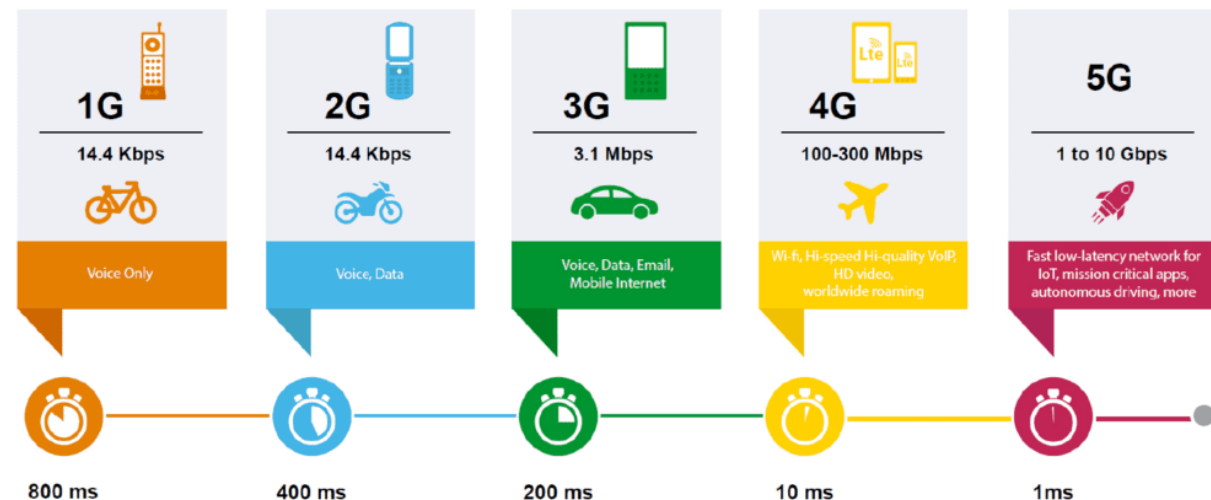 1G
14.4 Kbps
Voice Only
800 ms
2G
14.4 Kbps
Voice, Data
400 ms
3G
3.1 Mbps
Voice, Data, Email,
Mobile Internet
200 ms
Lte
Lte
4G
100-300 Mbps
Wi-fi, Hi-speed Hi-quality VoIP,
HD video,
worldwide roaming
10 ms
5G
1 to 10 Gbps
Fast low-latency network for
IoT, mission critical apps,
autonomous driving, more
1ms